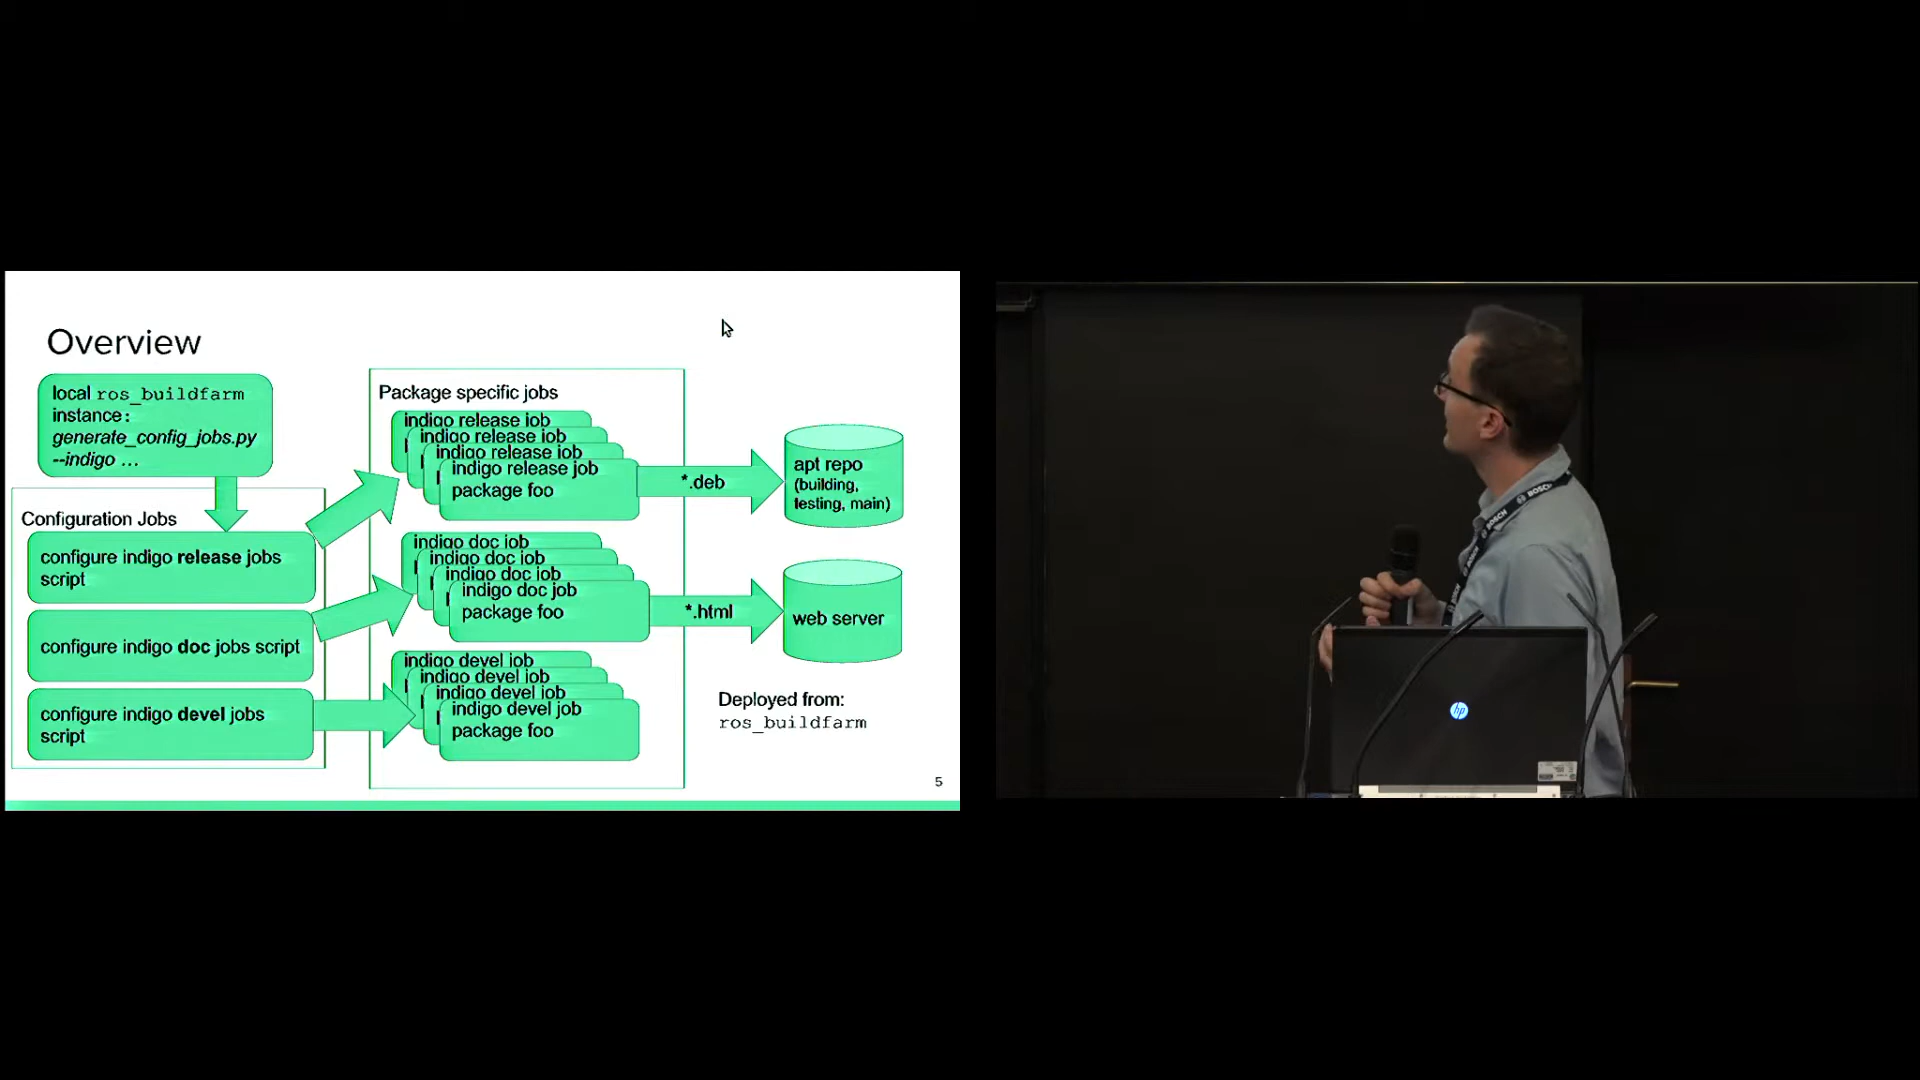 Overview
local ros_buildfarm
instance:
generate_config_jobs.py
--indigo ...
Configuration Jobs
configure indigo release jobs
script
configure indigo doc jobs script
configure indigo devel jobs
script
Package specific jobs
indigo release job
indigo release job
indigo release job
indigo release job
package foo
indigo doc job
indigo doc job
indigo doc job
indigo doc job
package foo
indigo devel job
indigo devel job
indigo devel job
indigo devel job
package foo
*.deb
*.html
apt repo
(building,
testing, main)
web server
Deployed from:
ros_buildfarm
5
BOSCH
BOSCH
BOSCH
hp